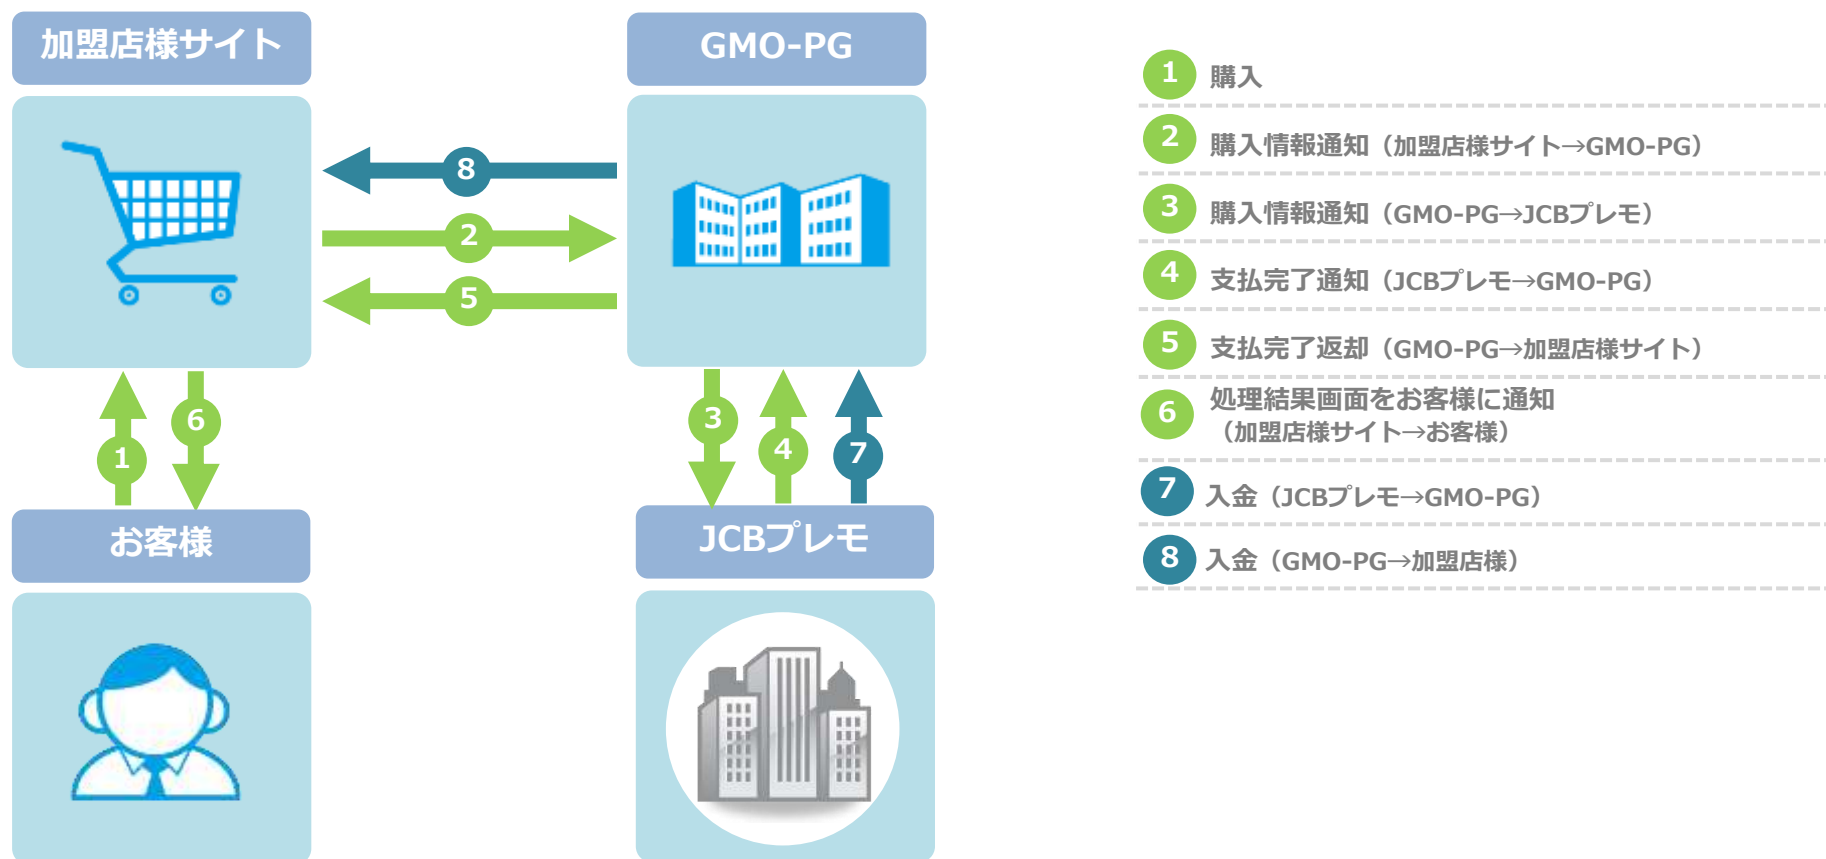 加盟店様サイト
GMO-PG
8
2
5
1
6
3
4
7
お客様
JCBプレモ
1 購入
2 購入情報通知（加盟店様サイト→GMO-PG）
3 購入情報通知（GMO-PG→JCBプレモ）
4 支払完了通知（JCBプレモ→GMO-PG）
5 支払完了返却（GMO-PG→加盟店様サイト）
6 処理結果画面をお客様に通知
（加盟店様サイト→お客様）
7 入金（JCBプレモ→GMO-PG）
8 入金（GMO-PG→加盟店様）